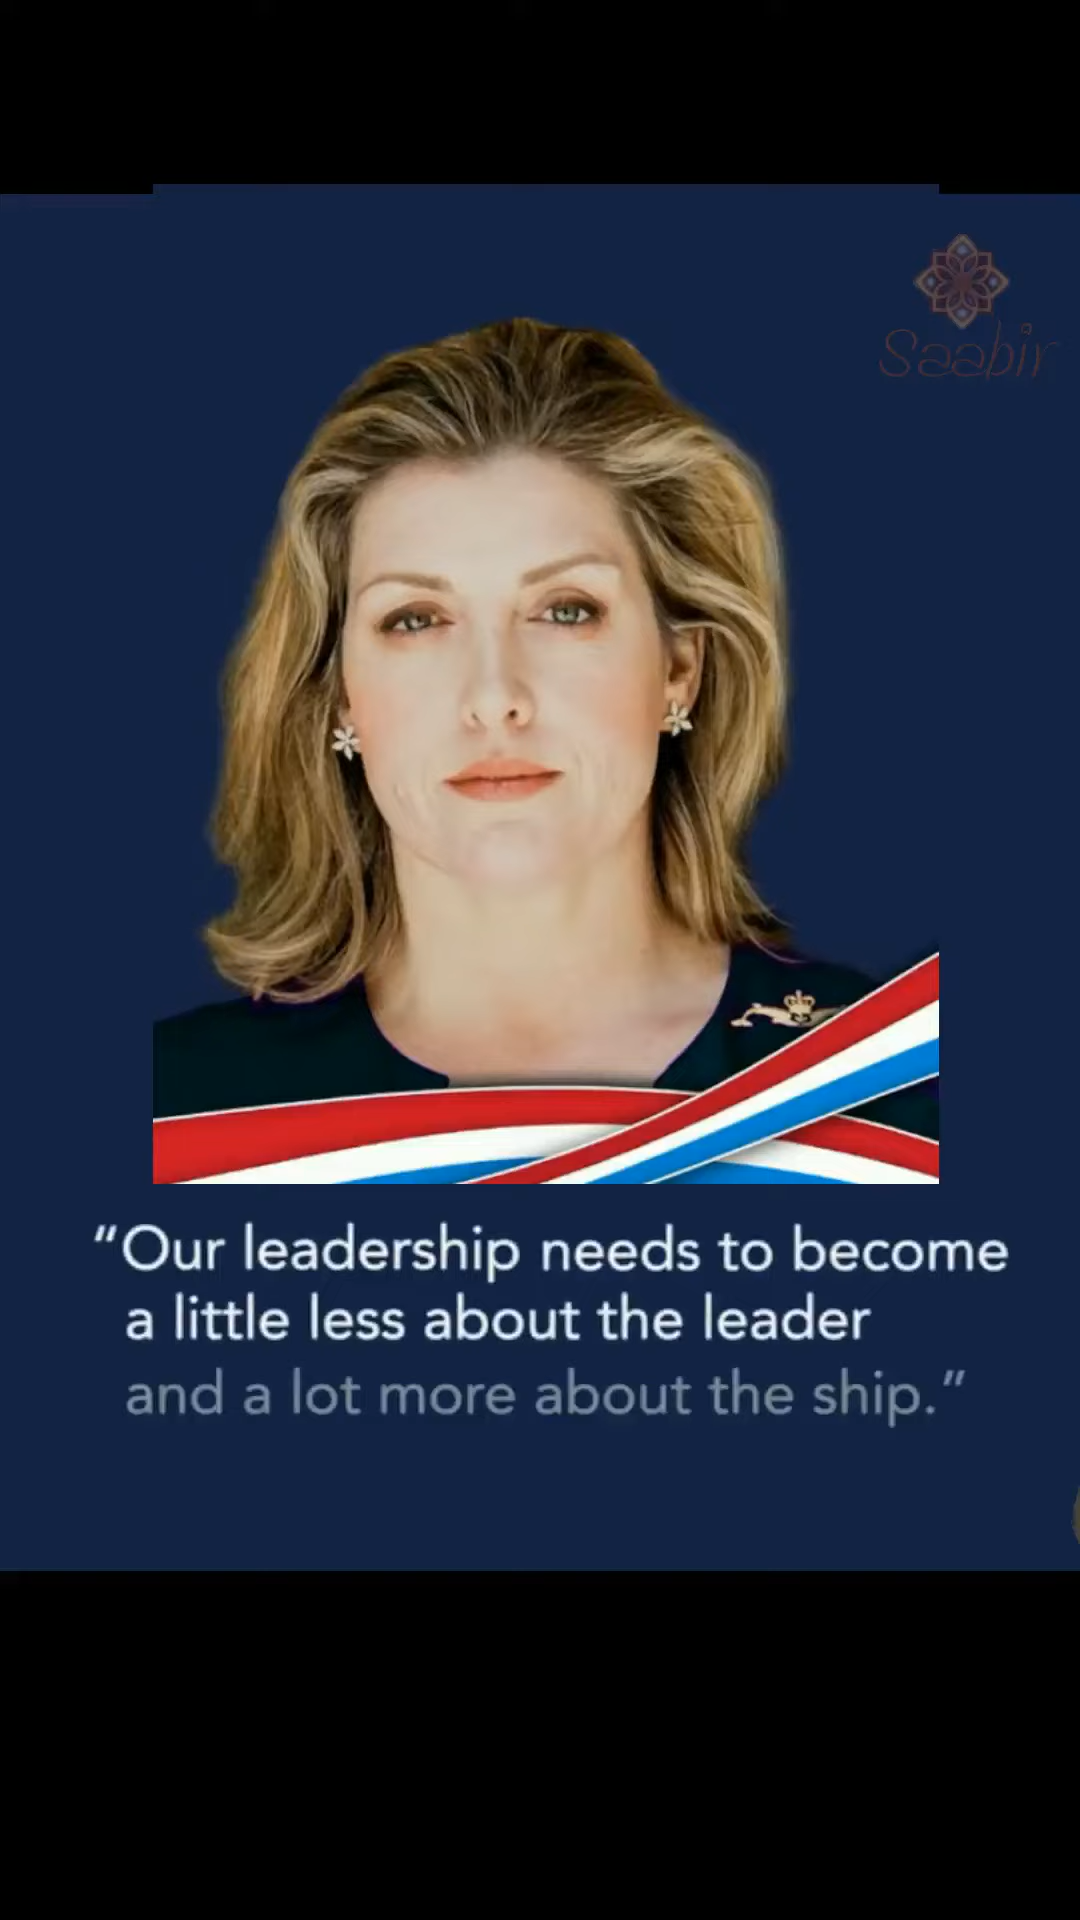 Saabir
“Our leadership needs to become
a little less about the leader
and a lot more about the ship.”